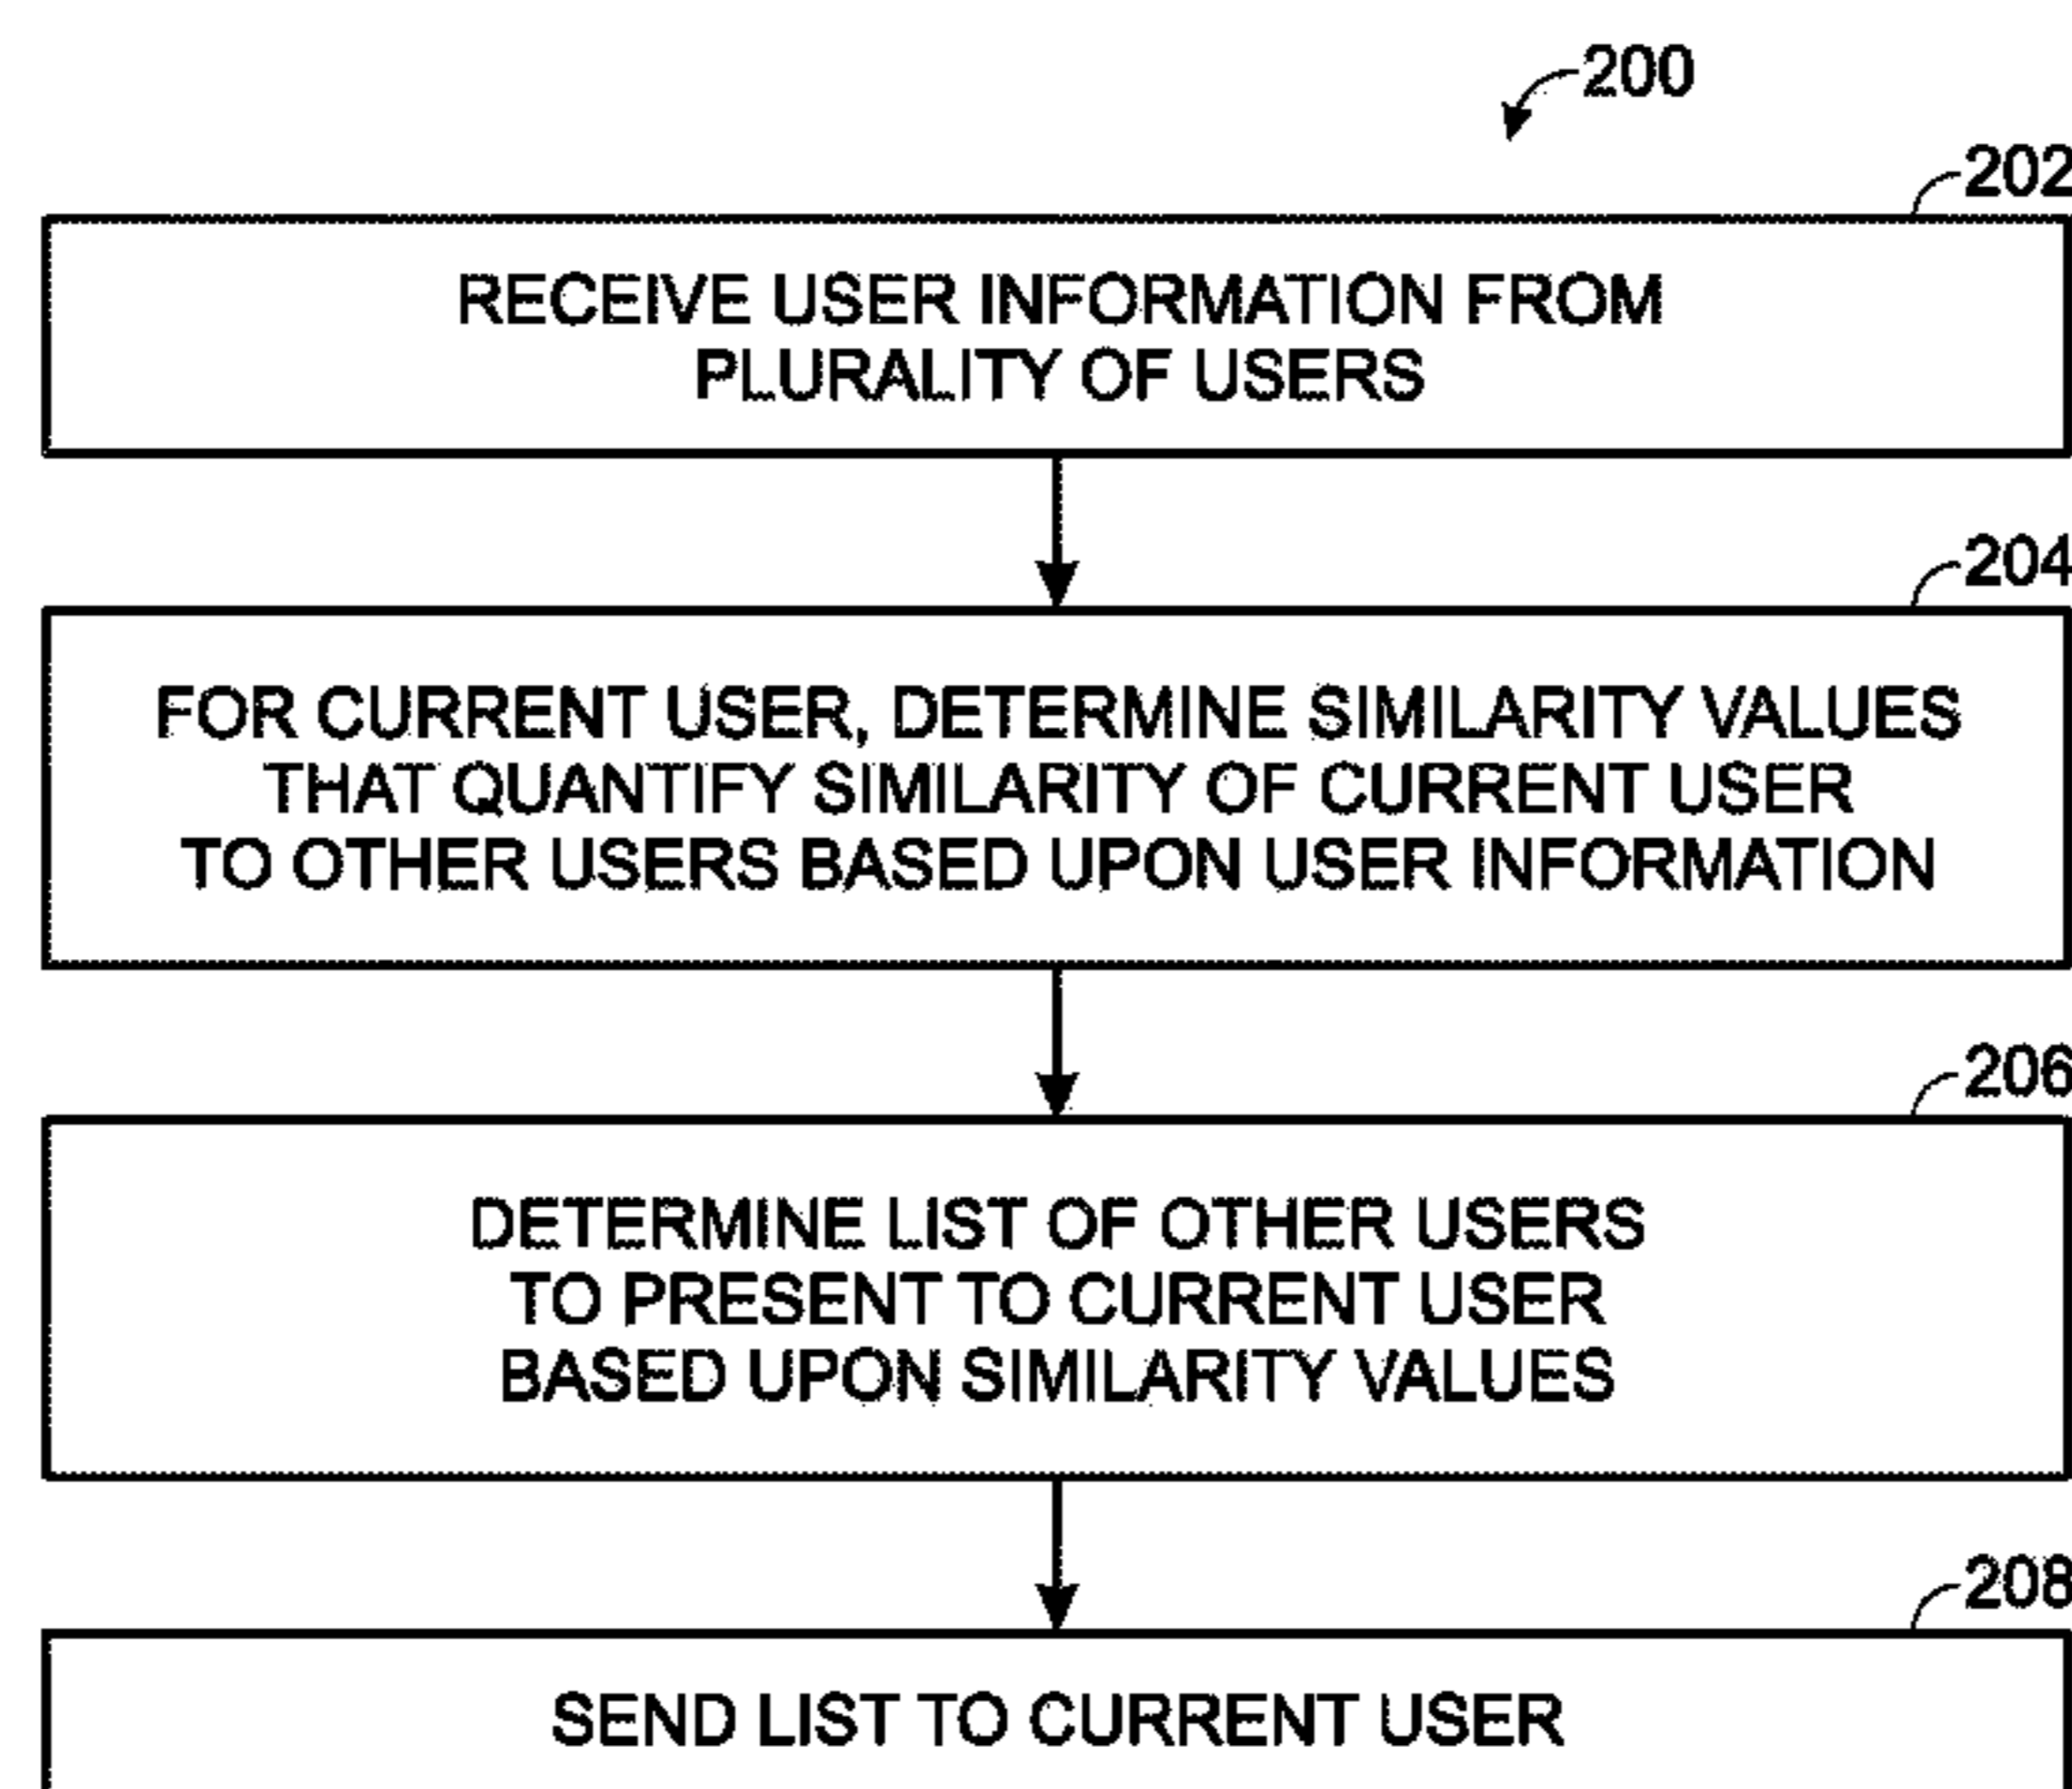 200
202
RECEIVE USER INFORMATION FROM
PLURALITY OF USERS
204
FOR CURRENT USER, DETERMINE SIMILARITY VALUES
THAT QUANTIFY SIMILARITY OF CURRENT USER
TO OTHER USERS BASED UPON USER INFORMATION
206
DETERMINE LIST OF OTHER USERS
TO PRESENT TO CURRENT USER
BASED UPON SIMILARITY VALUES
208
SEND LIST TO CURRENT USER